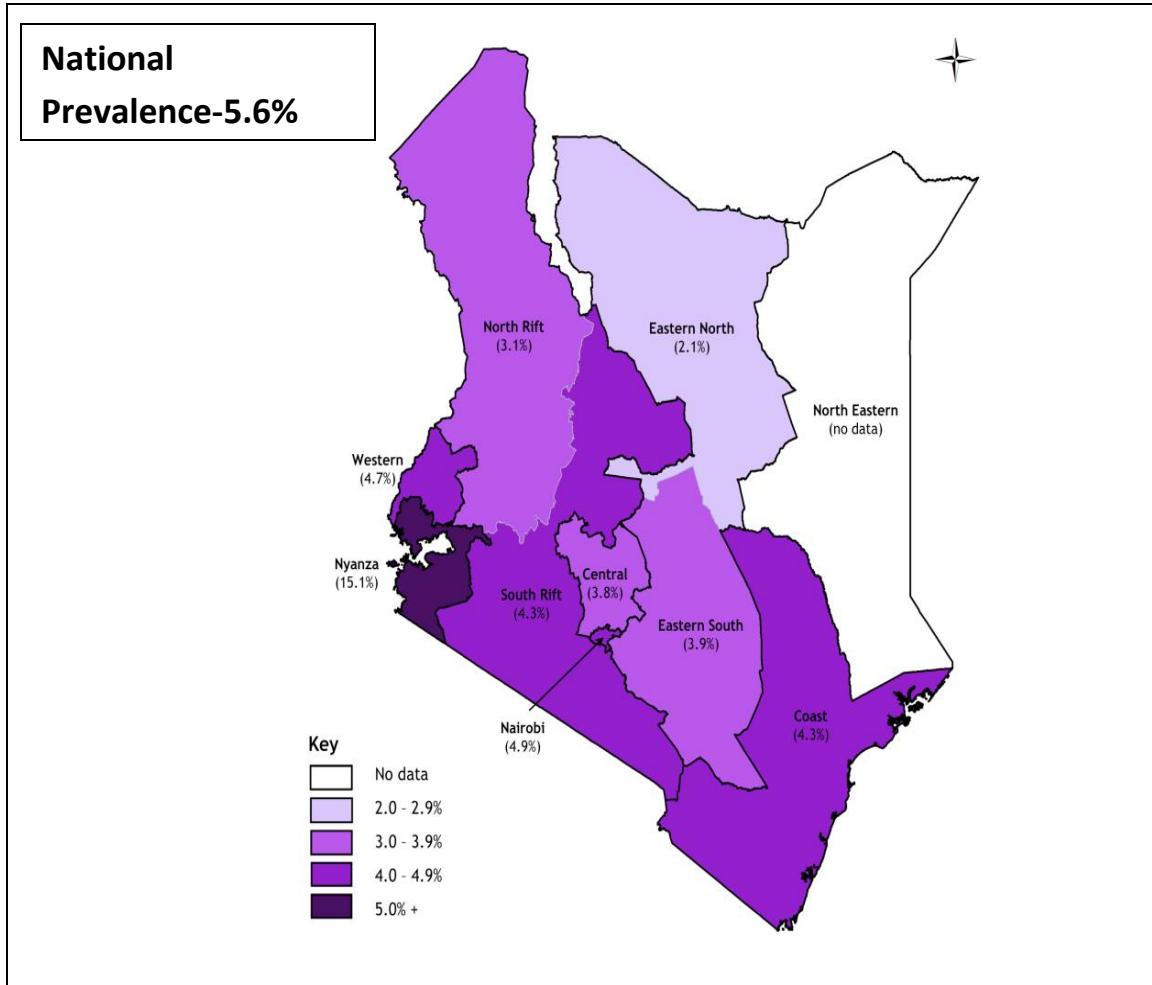 National
Prevalence-5.6%
North Rift
(3.1%)
Eastern North
(2.1%)
North Eastern
(no data)
Western
(4.7%)
Nyanza
(15.1%)
South Rift
(4.3%)
Central
(3.8%)
Eastern South
(3.9%)
Nairobi
(4.9%)
Coast
(4.3%)
Key
No data
2.0 - 2.9%
3.0 - 3.9%
4.0 - 4.9%
5.0% +